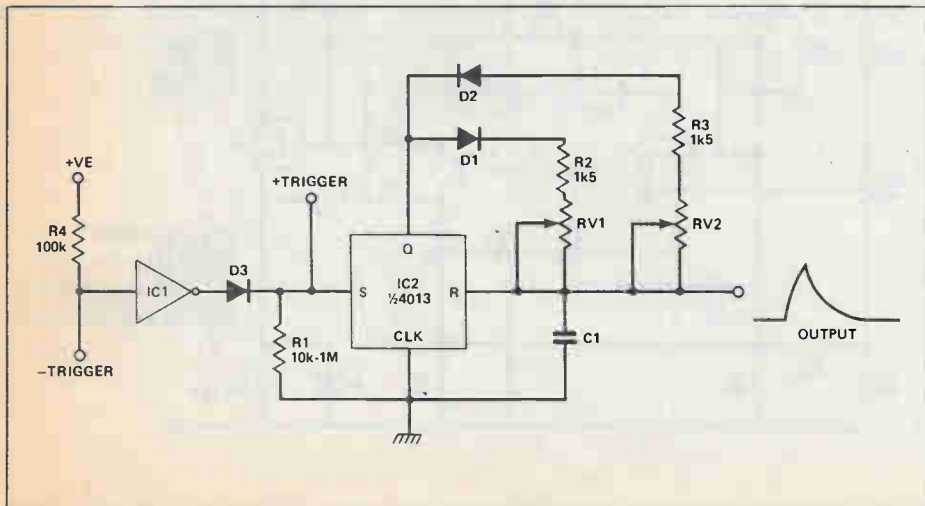 D2
D1
R3
1k5
R2
1k5
+VE
+TRIGGER
R4
100k
RV1
RV2
Q
D3
IC1
S
IC2
½4013
R
CLK
R1
10k-1M
C1
OUTPUT
–TRIGGER